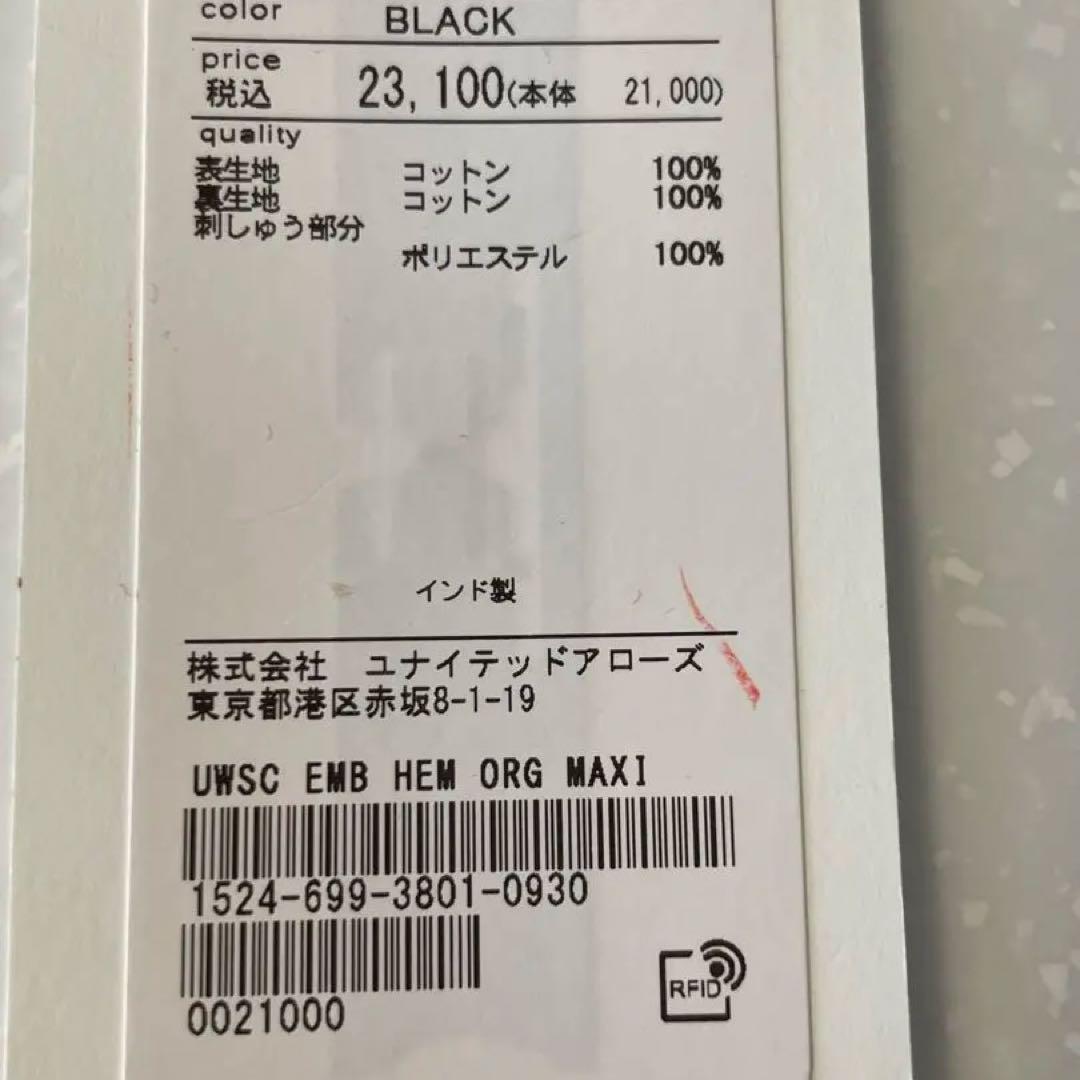 color BLACK
price
税込 23,100(本体 21,000)
quality
表生地 コットン 100%
裏生地 コットン 100%
刺しゅう部分
ポリエステル 100%
インド製
株式会社 ユナイテッドアローズ
東京都港区赤坂8-1-19
UWSC EMB HEM ORG MAXI
1524-699-3801-0930
0021000
RFID